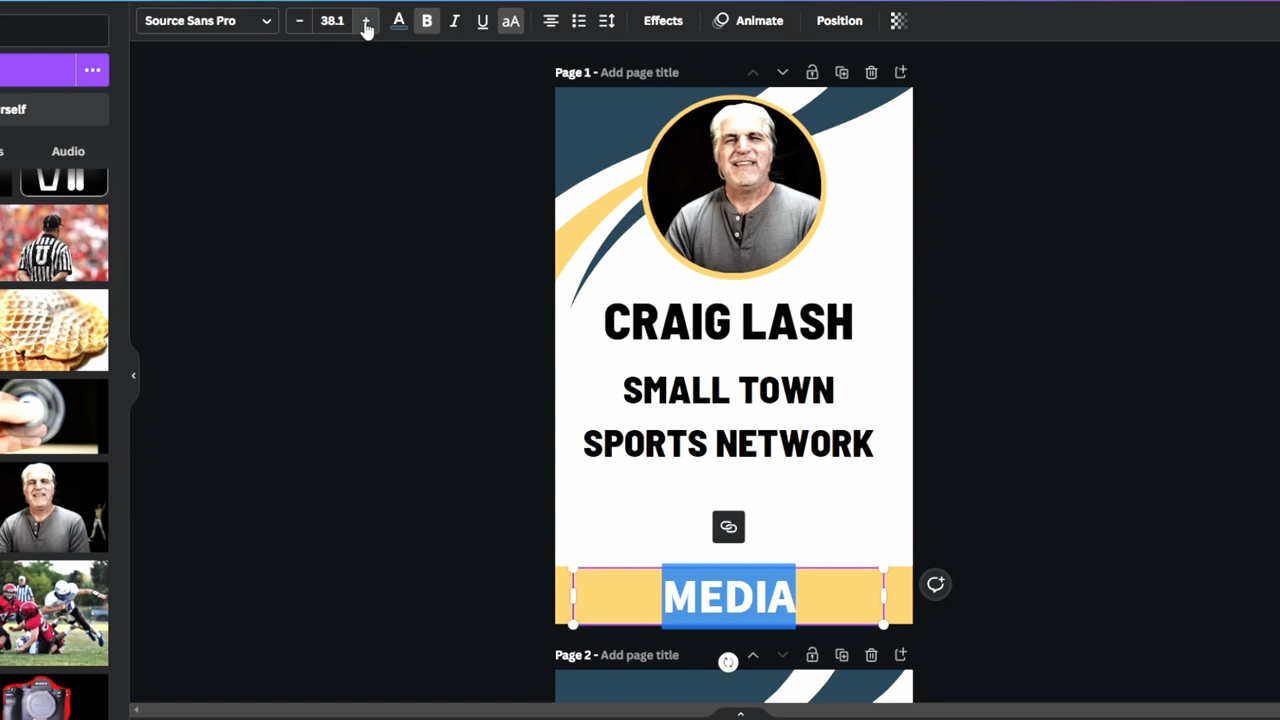 Source Sans Pro
– 38.1 +
A B I U aA
Effects
Animate
Position
rself
s
Audio
Page 1 - Add page title
U
CRAIG LASH
SMALL TOWN
SPORTS NETWORK
MEDIA
Page 2 - Add page title